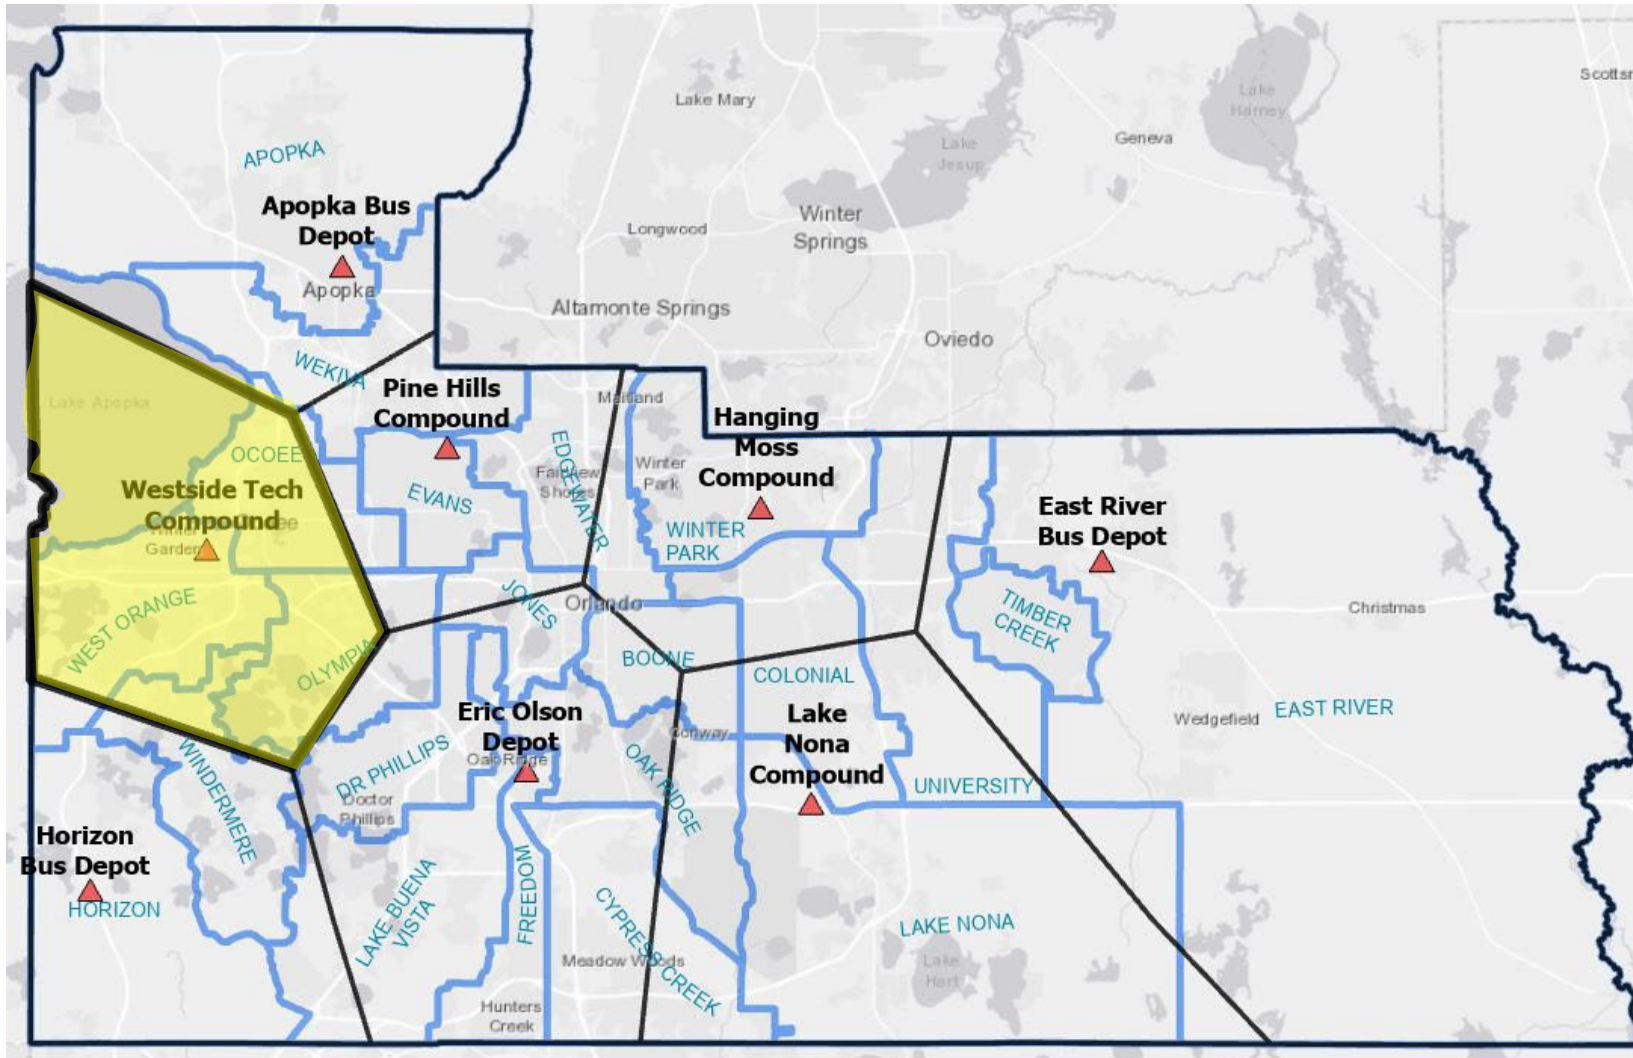 Scottsr
Lake Mary
Lake
Harney
Geneva
Lake
Jesup
APOPKA
Apopka Bus
Depot
Apopka
Longwood
Winter
Springs
Altamonte Springs
Oviedo
WEKIVA
Pine Hills
Compound
Maitland
Hanging
Moss
Compound
Lake Apopka
OCOEE
Westside Tech
Compound
Winter
Garden
EVANS
Fairview
Shores
EDGEWATER
Winter
Park
WINTER
PARK
East River
Bus Depot
WEST ORANGE
OLYMPIA
JONES
Orlando
BOONE
COLONIAL
TIMBER
CREEK
Christmas
Wedgefield
EAST RIVER
Eric Olson
Depot
Oak Ridge
Conway
Lake
Nona
Compound
WINDERMERE
DR PHILLIPS
Doctor
Phillips
OAK RIDGE
UNIVERSITY
Horizon
Bus Depot
HORIZON
LAKE BUENA
VISTA
FREEDOM
CYPRESS CREEK
Meadow Woods
Hunters
Creek
LAKE NONA
Lake
Hart